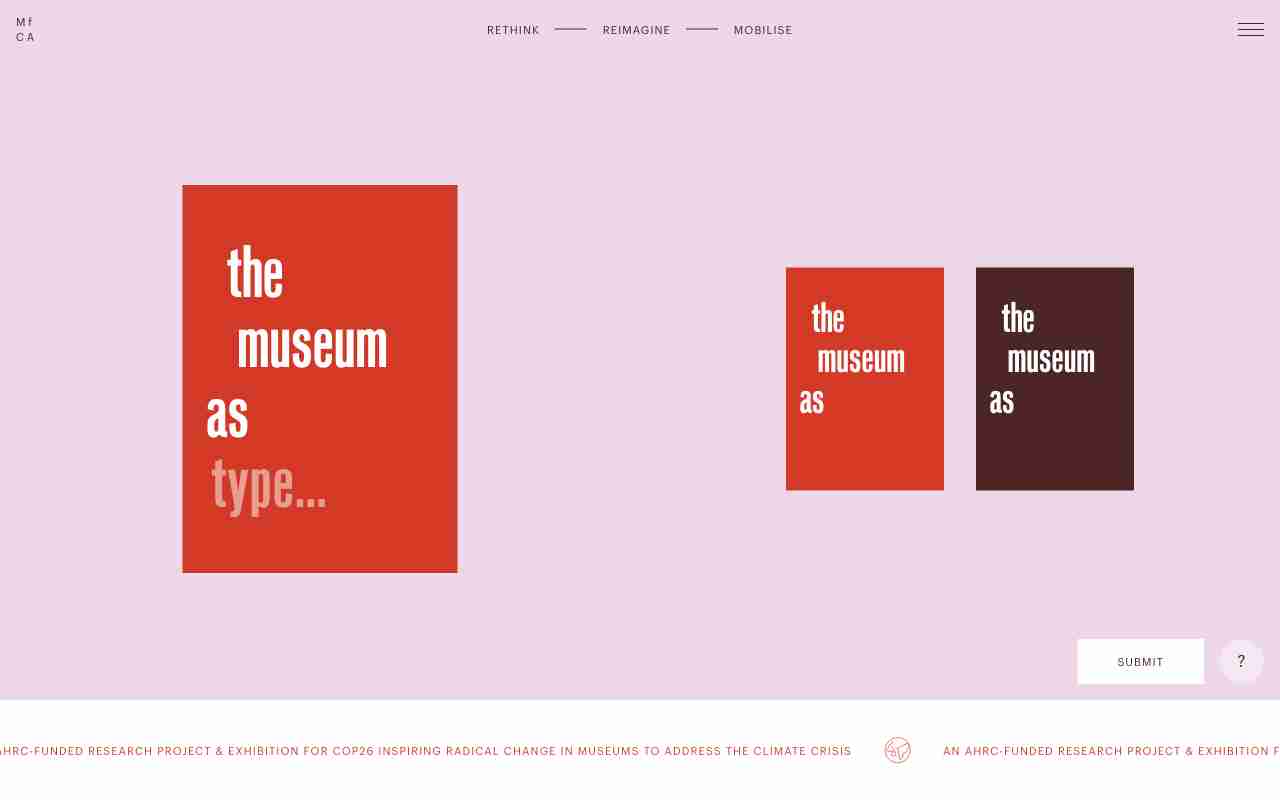 Mf
CA
RETHINK
REIMAGINE
MOBILISE
the
museum
as
type...
the
museum
as
the
museum
as
SUBMIT
?
AHRC-FUNDED RESEARCH PROJECT & EXHIBITION FOR COP26 INSPIRING RADICAL CHANGE IN MUSEUMS TO ADDRESS THE CLIMATE CRISIS
AN AHRC-FUNDED RESEARCH PROJECT & EXHIBITION F